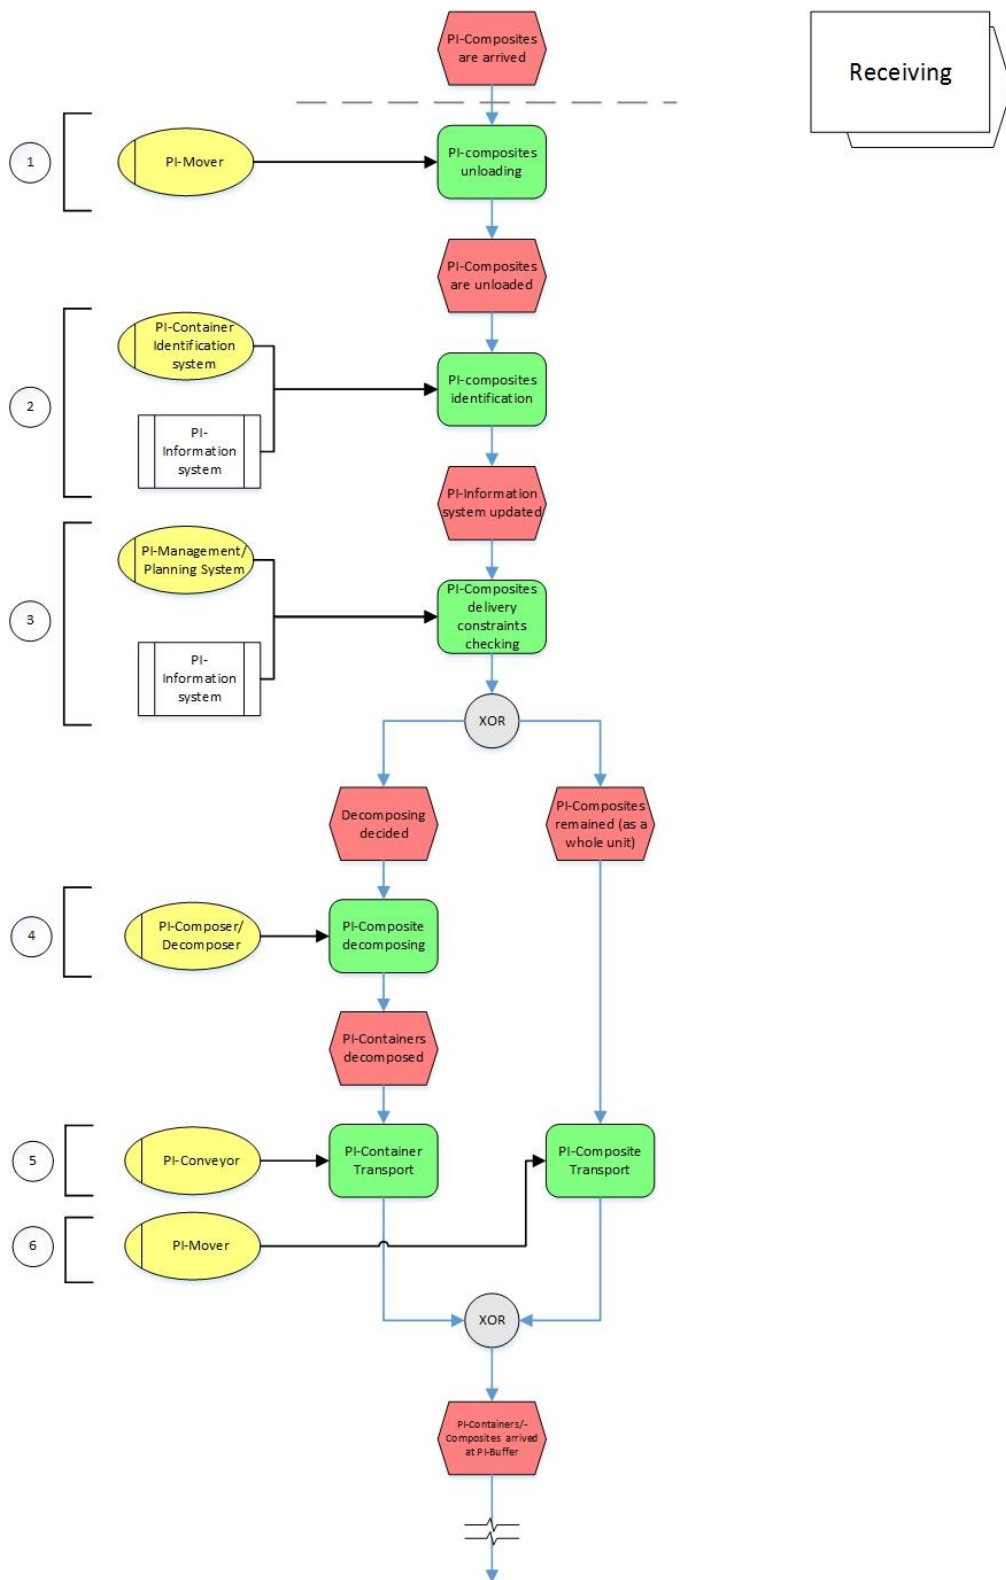 PI-Composites
are arrived
Receiving
1
PI-Mover
PI-composites
unloading
PI-Composites
are unloaded
2
PI-Container
Identification
system
PI-
Information
system
PI-composites
identification
PI-Information
system updated
3
PI-Management/
Planning System
PI-
Information
system
PI-Composites
delivery
constraints
checking
XOR
Decomposing
decided
PI-Composites
remained (as a
whole unit)
4
PI-Composer/
Decomposer
PI-Composite
decomposing
PI-Containers
decomposed
5
PI-Conveyor
PI-Container
Transport
PI-Composite
Transport
6
PI-Mover
XOR
PI-Containers/-
Composites arrived
at PI-Buffer